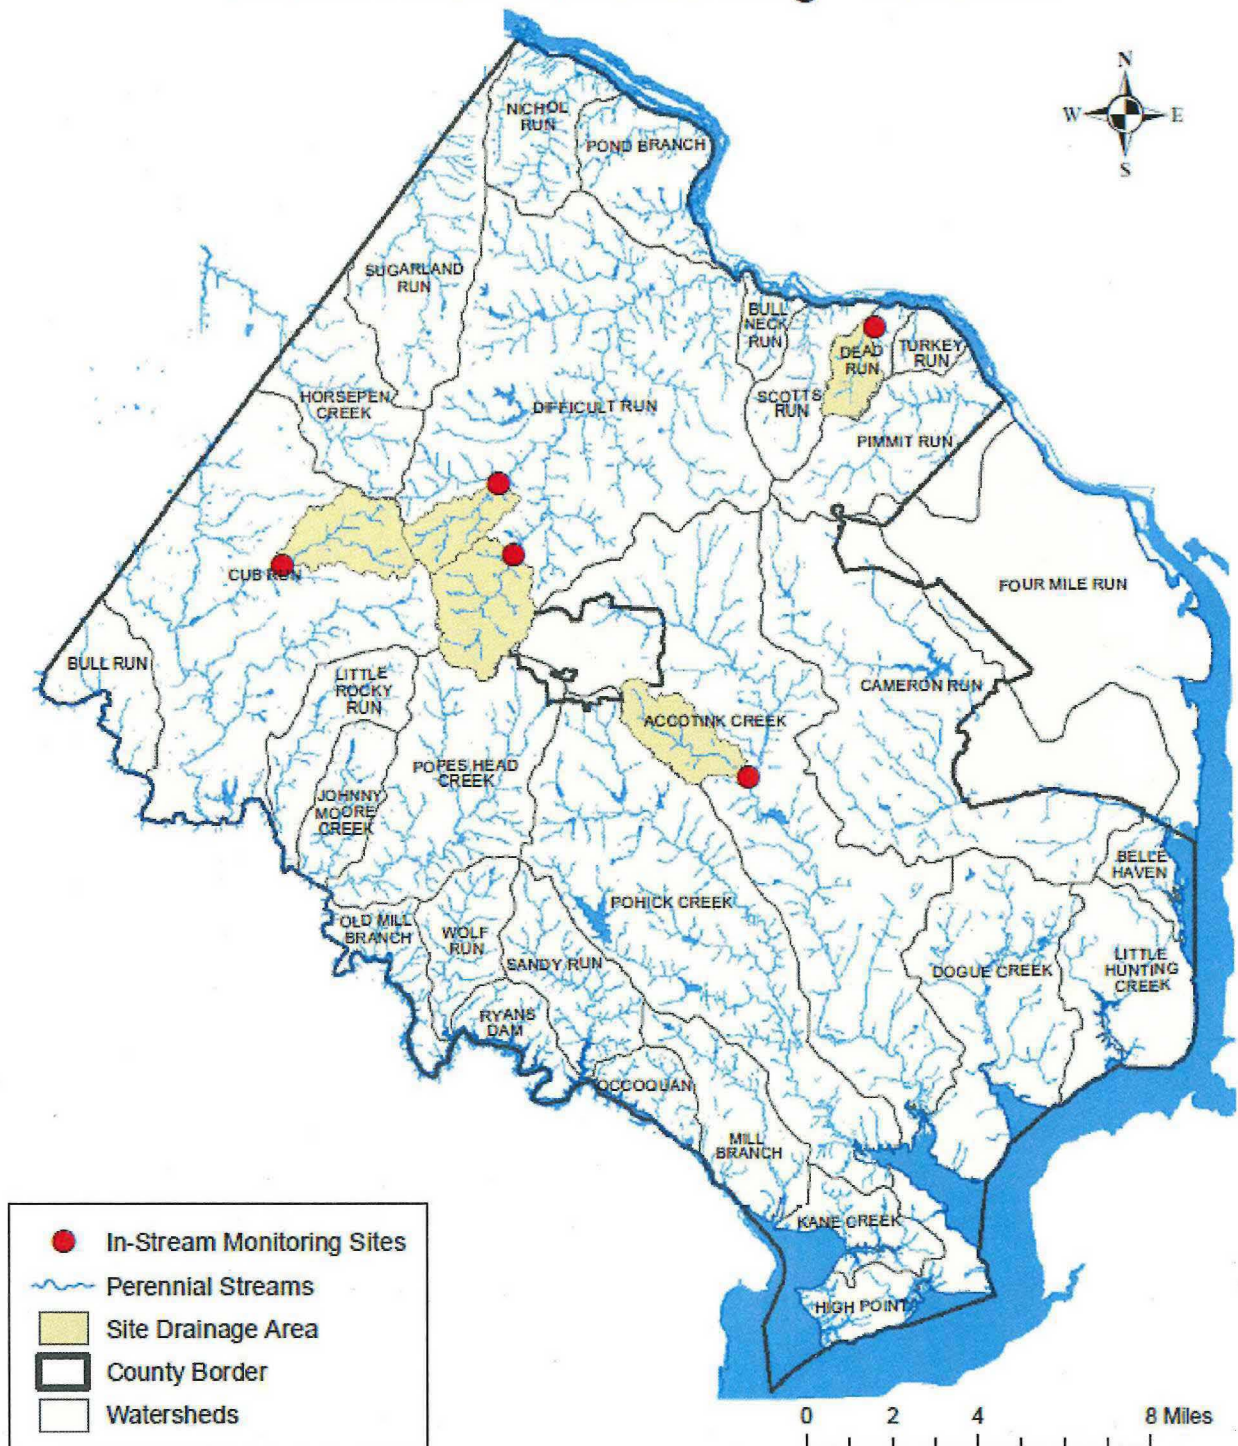 N
W E
S
NICHOL
RUN
POND BRANCH
SUGARLAND
RUN
BULL
NECK
RUN
DEAD
RUN
TURKEY
RUN
HORSEPEN
CREEK
DIFFICULT RUN
SCOTTS
RUN
PIMMIT RUN
CUB RUN
FOUR MILE RUN
BULL RUN
LITTLE
ROCKY
RUN
CAMERON RUN
ACCOTINK CREEK
POPES HEAD
CREEK
JOHNNY
MOORE
CREEK
BELLE
HAVEN
POHICK CREEK
OLD MILL
BRANCH
WOLF
RUN
SANDY RUN
DOGUE CREEK
LITTLE
HUNTING
CREEK
RYANS
DAM
OCCOQUAN
MILL
BRANCH
KANE CREEK
HIGH POINT
In-Stream Monitoring Sites
Perennial Streams
Site Drainage Area
County Border
Watersheds
0 2 4 8 Miles